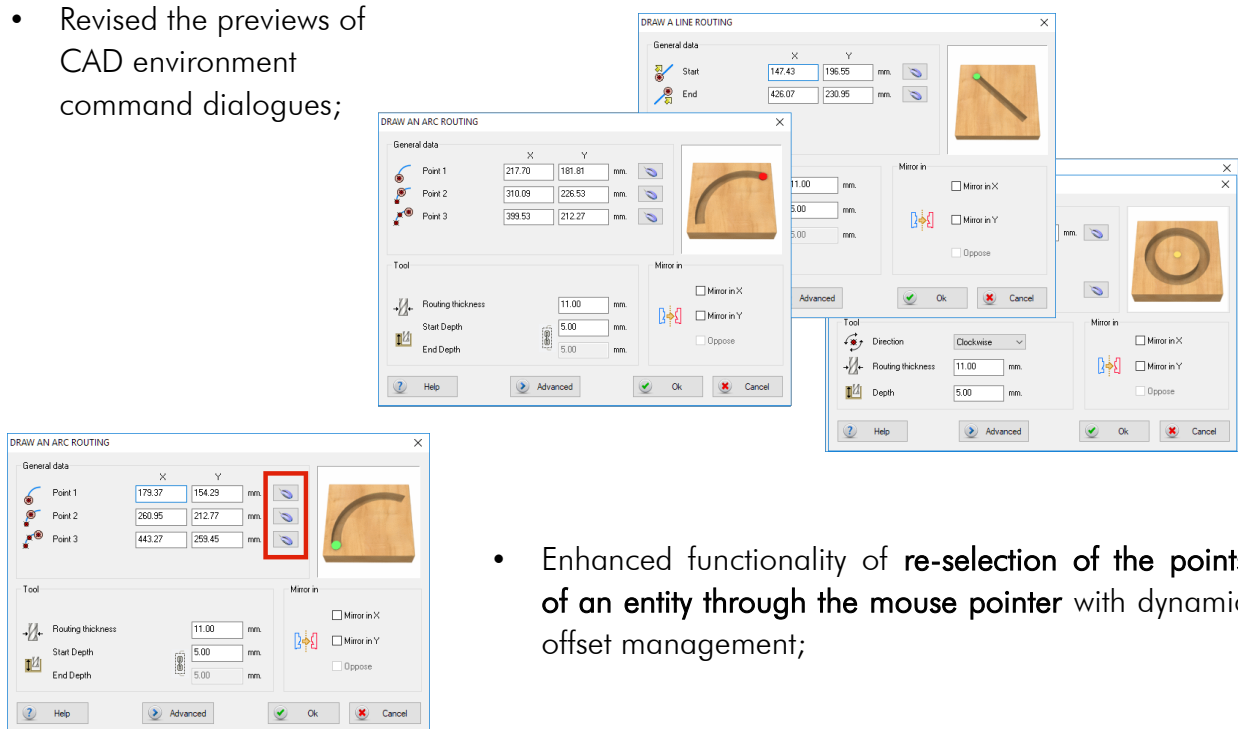 • Revised the previews of
CAD environment
command dialogues;
DRAW A LINE ROUTING
General data
X Y
Start 147.43 196.55 mm.
End 426.07 230.95 mm.
11.00 mm.
5.00 mm.
5.00 mm.
Mirror in
Mirror in X
Mirror in Y
Oppose
Advanced Ok Cancel
DRAW AN ARC ROUTING
General data
X Y
Point 1 217.70 181.81 mm.
Point 2 310.09 226.53 mm.
Point 3 399.53 212.27 mm.
Tool
Routing thickness 11.00 mm.
Start Depth 5.00 mm.
End Depth 5.00 mm.
Mirror in
Mirror in X
Mirror in Y
Oppose
? Help Advanced Ok Cancel
mm.
Tool
Direction Clockwise
Routing thickness 11.00 mm.
Depth 5.00 mm.
Mirror in
Mirror in X
Mirror in Y
Oppose
? Help Advanced Ok Cancel
DRAW AN ARC ROUTING
General data
X Y
Point 1 179.37 154.29 mm.
Point 2 260.95 212.77 mm.
Point 3 443.27 259.45 mm.
Tool
Routing thickness 11.00 mm.
Start Depth 5.00 mm.
End Depth 5.00 mm.
Mirror in
Mirror in X
Mirror in Y
Oppose
? Help Advanced Ok Cancel
• Enhanced functionality of re-selection of the points
of an entity through the mouse pointer with dynamic
offset management;